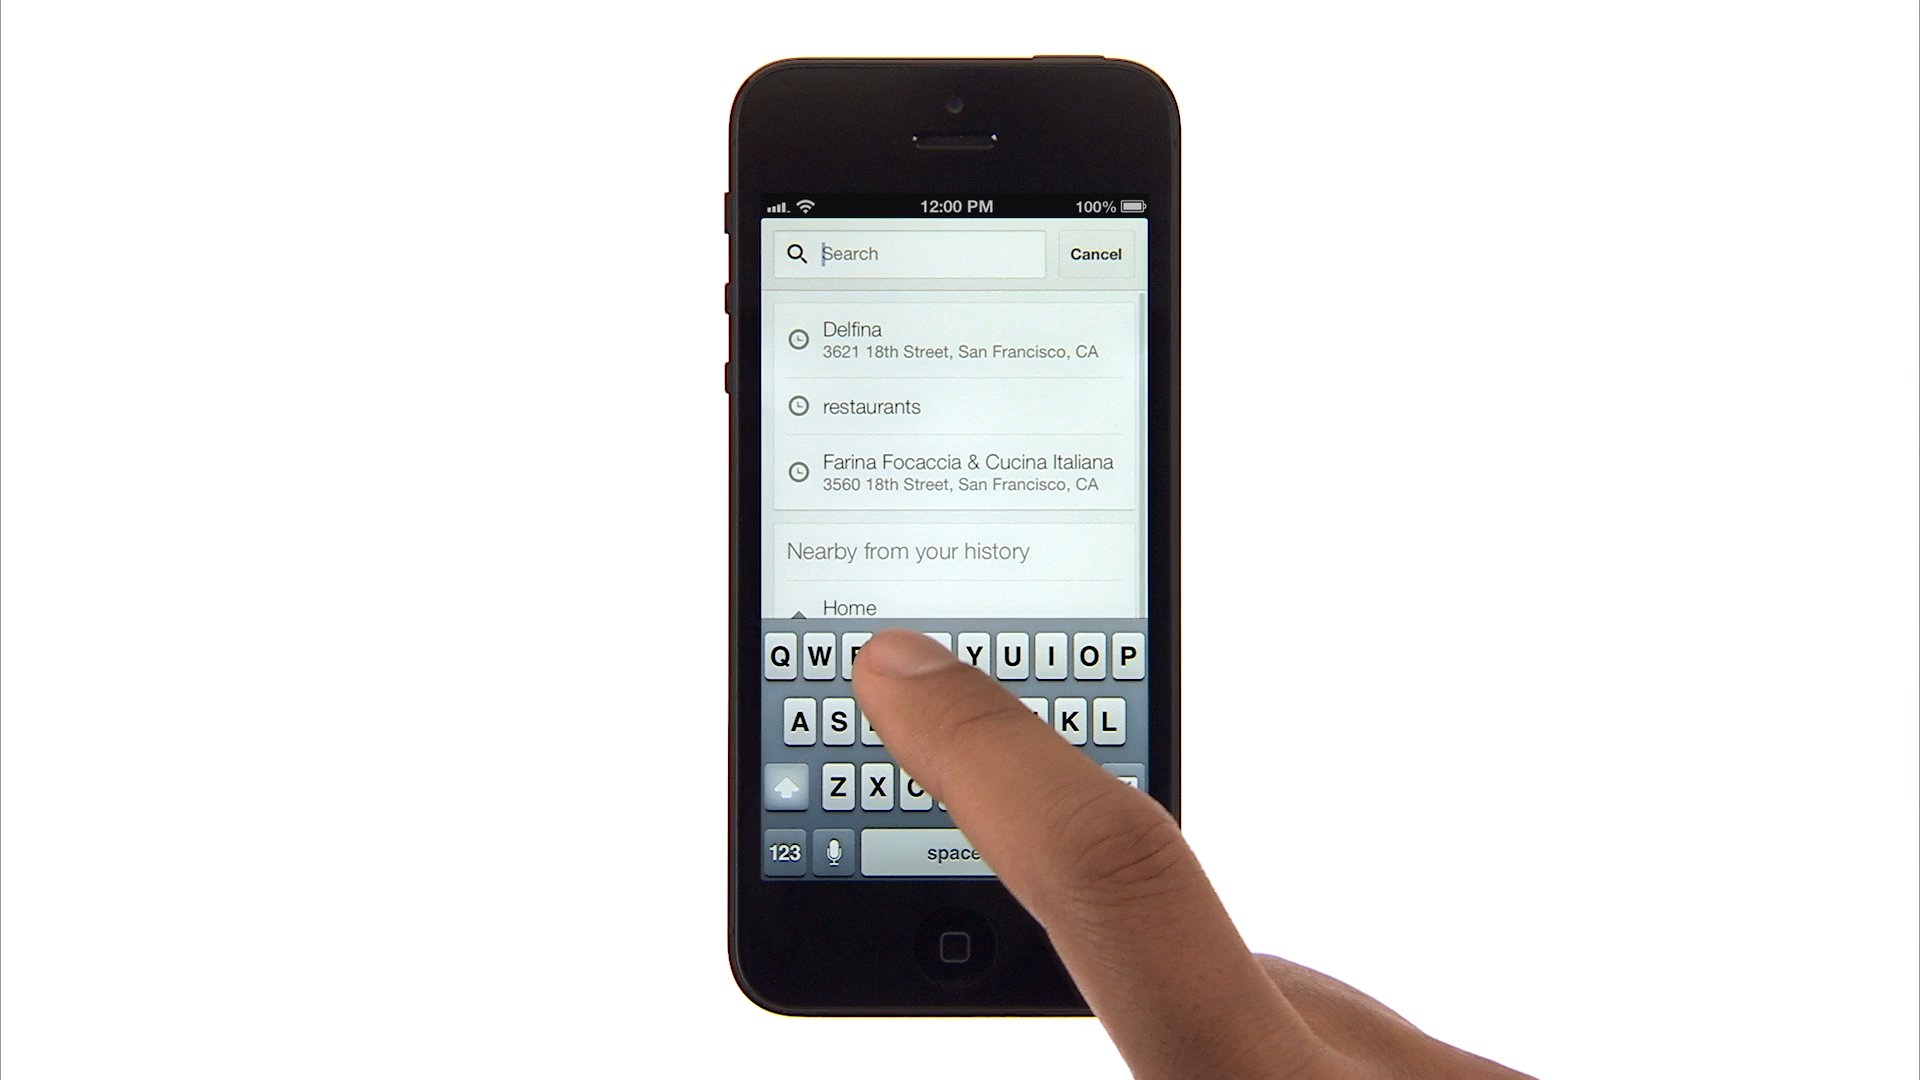 12:00 PM 100%
Search Cancel
Delfina
3621 18th Street, San Francisco, CA
restaurants
Farina Focaccia & Cucina Italiana
3560 18th Street, San Francisco, CA
Nearby from your history
Home
Q W Y U I O P
A S K L
Z X C
123 space